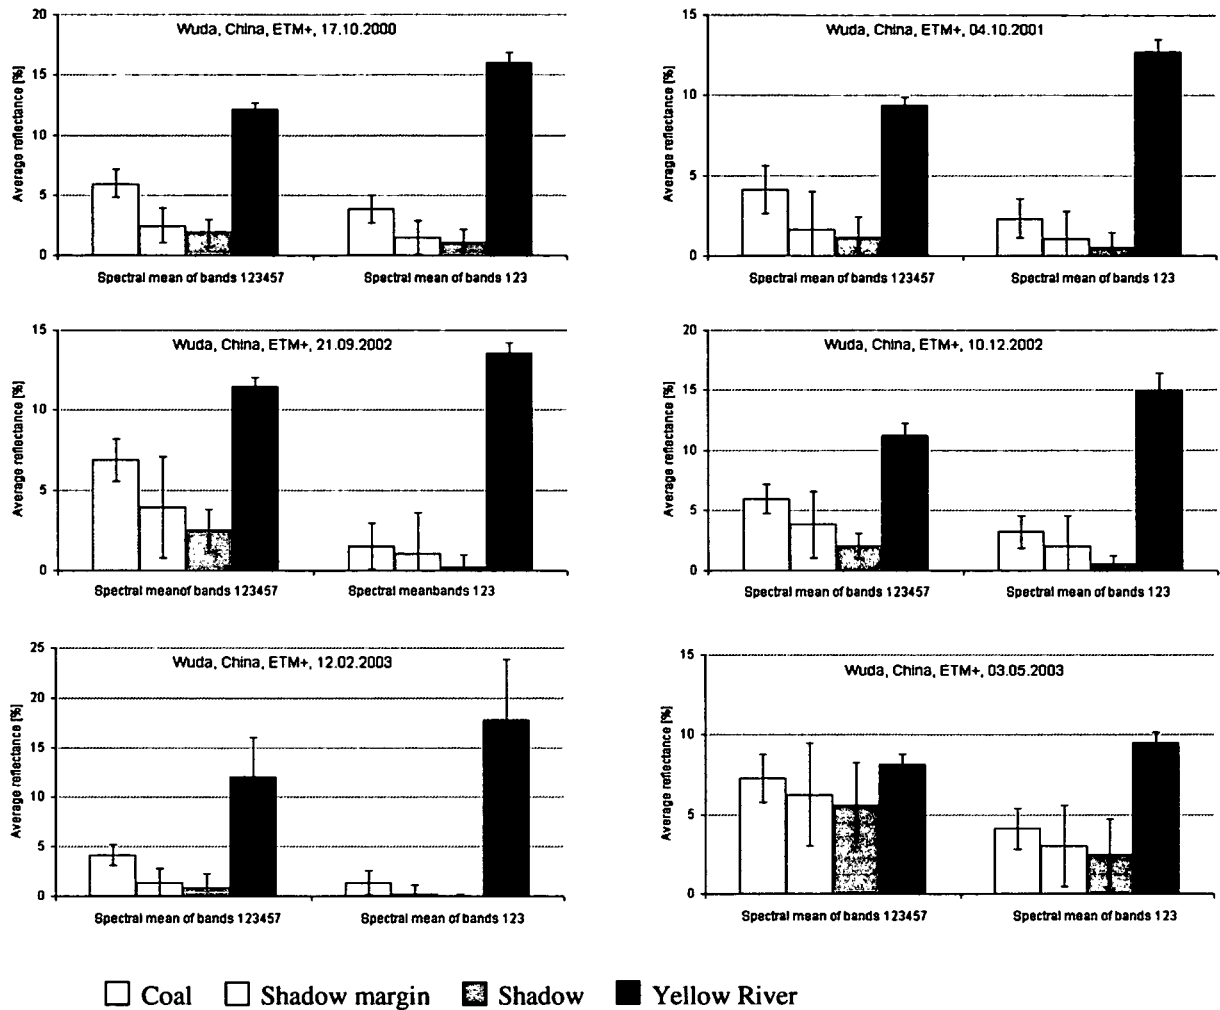 Wuda, China, ETM+, 17.10.2000
Average reflectance [%]
20
15
10
5
0
Spectral mean of bands 123457
Spectral mean of bands 123
Wuda, China, ETM+, 04.10.2001
Average reflectance [%]
15
10
5
0
Spectral mean of bands 123457
Spectral mean of bands 123
Wuda, China, ETM+, 21.09.2002
Average reflectance [%]
15
10
5
0
Spectral meanof bands 123457
Spectral meanbands 123
Wuda, China, ETM+, 10.12.2002
Average reflectance [%]
20
15
10
5
0
Spectral mean of bands 123457
Spectral mean of bands 123
Wuda, China, ETM+, 12.02.2003
Average reflectance [%]
25
20
15
10
5
0
Spectral mean of bands 123457
Spectral mean of bands 123
Wuda, China, ETM+, 03.05.2003
Average reflectance [%]
15
10
5
0
Spectral mean of bands 123457
Spectral mean of bands 123
Coal Shadow margin Shadow Yellow River